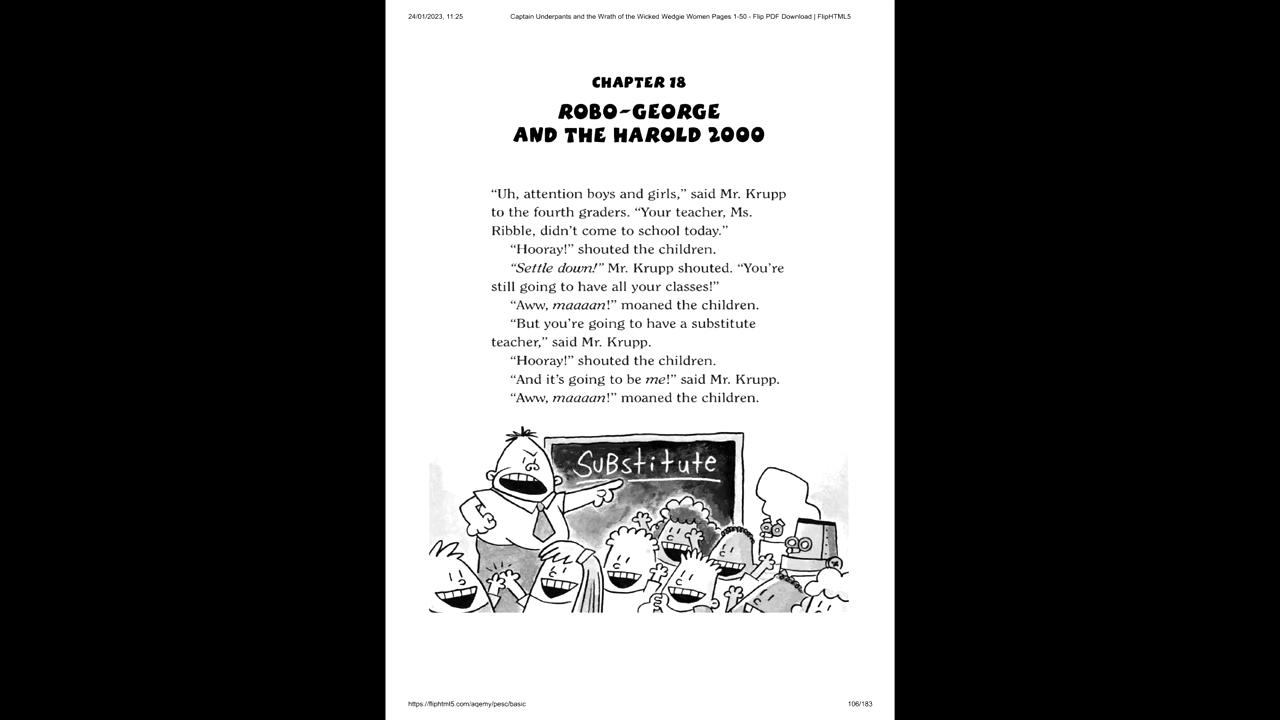 24/01/2023, 11:25 Captain Underpants and the Wrath of the Wicked Wedgie Women Pages 1-50 - Flip PDF Download | FlipHTML5
CHAPTER 18
ROBO-GEORGE
AND THE HAROLD 2000
“Uh, attention boys and girls,” said Mr. Krupp
to the fourth graders. “Your teacher, Ms.
Ribble, didn’t come to school today.”
“Hooray!” shouted the children.
“Settle down!” Mr. Krupp shouted. “You’re
still going to have all your classes!”
“Aww, maaaan!” moaned the children.
“But you’re going to have a substitute
teacher,” said Mr. Krupp.
“Hooray!” shouted the children.
“And it’s going to be me!” said Mr. Krupp.
“Aww, maaaan!” moaned the children.
SUBstitute
https://fliphtml5.com/aqemy/pesc/basic 106/183